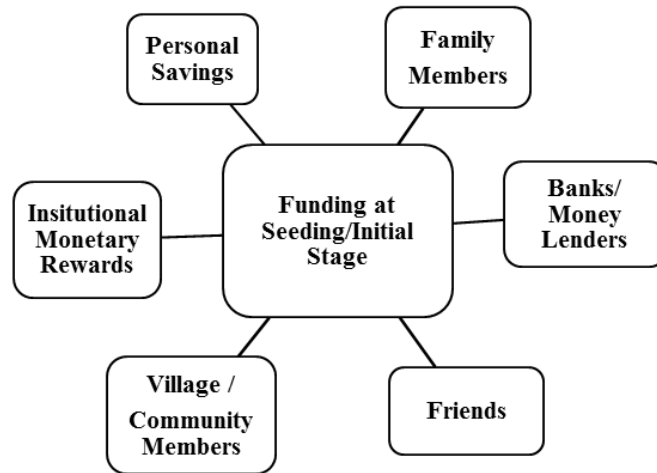 Personal
Savings
Family
Members
Funding at
Seeding/Initial
Stage
Banks/
Money
Lenders
Insitutional
Monetary
Rewards
Village /
Community
Members
Friends